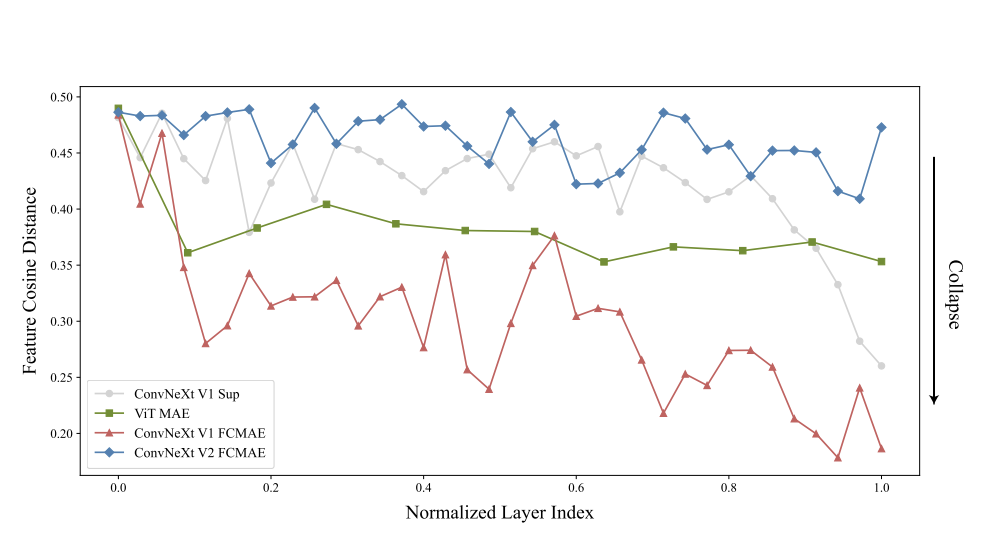 0.50
0.45
0.40
0.35
0.30
0.25
0.20
Feature Cosine Distance
ConvNeXt V1 Sup
ViT MAE
ConvNeXt V1 FCMAE
ConvNeXt V2 FCMAE
0.0 0.2 0.4 0.6 0.8 1.0
Normalized Layer Index
Collapse